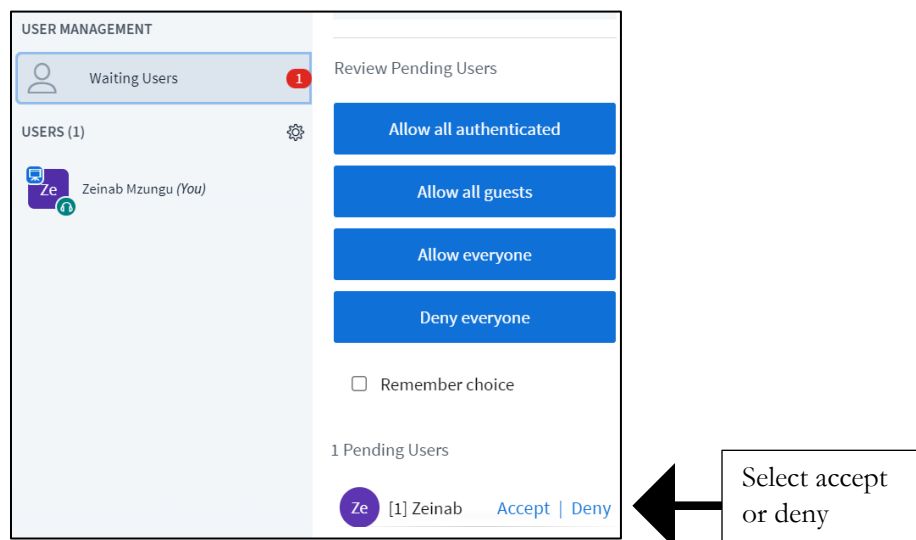 USER MANAGEMENT
Waiting Users
1
USERS (1)
Ze
Zeinab Mzungu (You)
Review Pending Users
Allow all authenticated
Allow all guests
Allow everyone
Deny everyone
Remember choice
1 Pending Users
Ze [1] Zeinab Accept | Deny
Select accept
or deny